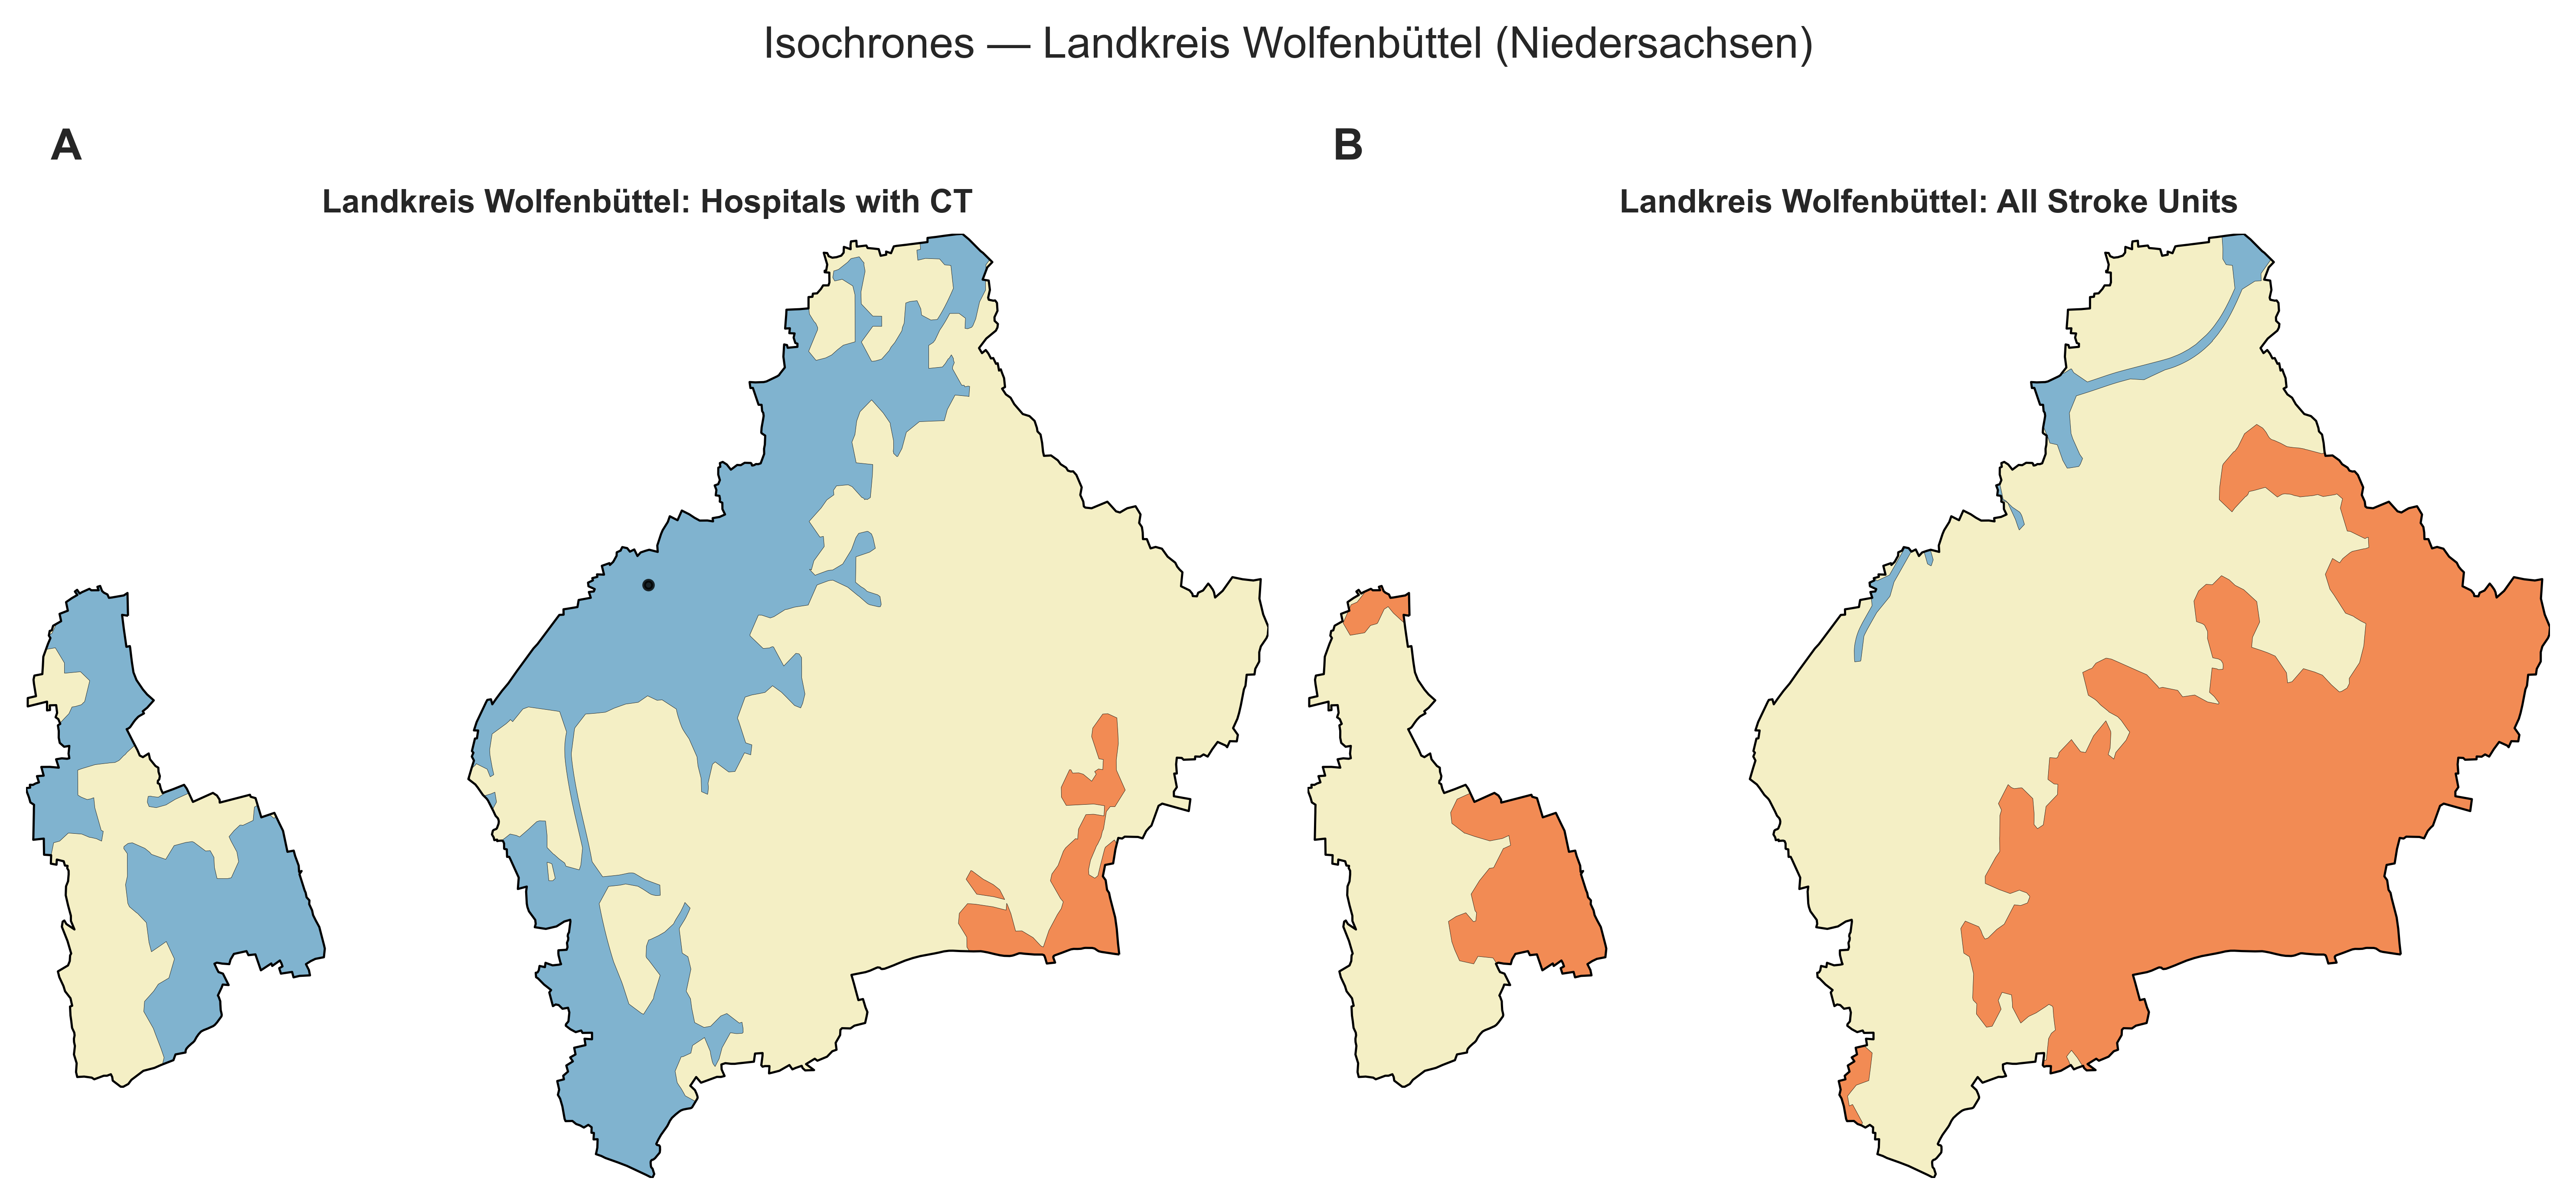 Isochrones — Landkreis Wolfenbüttel (Niedersachsen)
A
B
Landkreis Wolfenbüttel: Hospitals with CT
Landkreis Wolfenbüttel: All Stroke Units